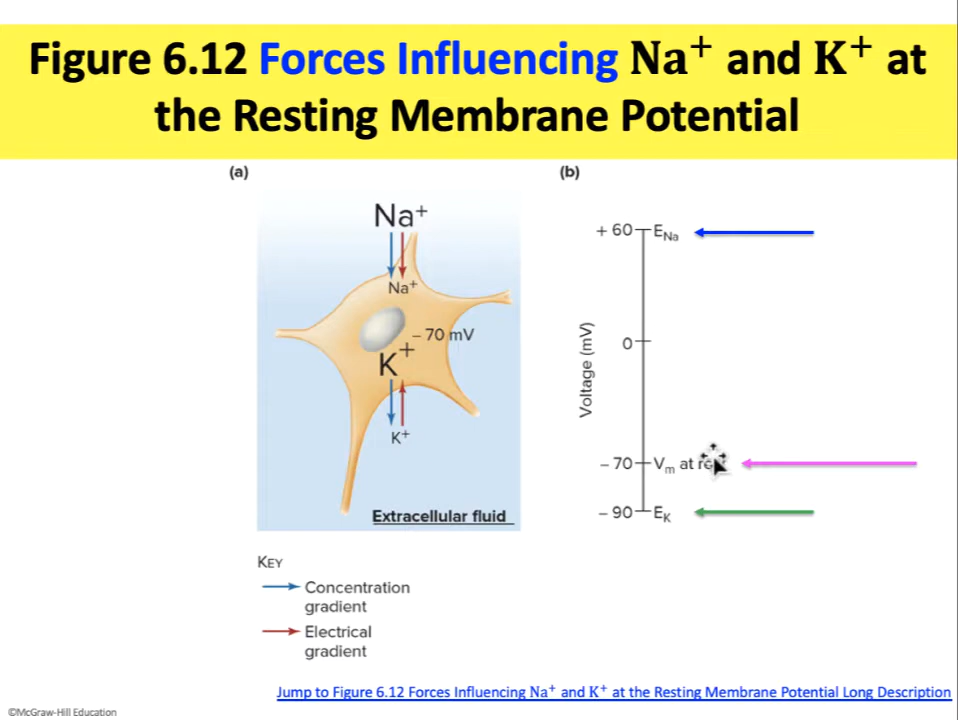 Figure 6.12 Forces Influencing Na⁺ and K⁺ at
the Resting Membrane Potential
(a)
Na⁺
Na⁺
– 70 mV
K⁺
K⁺
Extracellular fluid
KEY
Concentration
gradient
Electrical
gradient
(b)
Voltage (mV)
+ 60 E_Na
0
– 70 V_m at
– 90 E_K
Jump to Figure 6.12 Forces Influencing Na⁺ and K⁺ at the Resting Membrane Potential Long Description
©McGraw-Hill Education